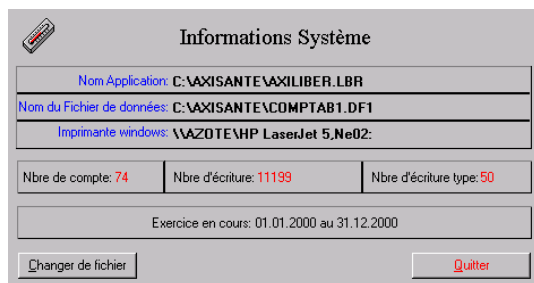 Informations Système
Nom Application: C:\AXISANTE\AXILIBER.LBR
Nom du Fichier de données: C:\AXISANTE\COMPTAB1.DF1
Imprimante windows: \\AZOTE\HP LaserJet 5,Ne02:
Nbre de compte: 74 Nbre d'écriture: 11199 Nbre d'écriture type: 50
Exercice en cours: 01.01.2000 au 31.12.2000
Changer de fichier Quitter